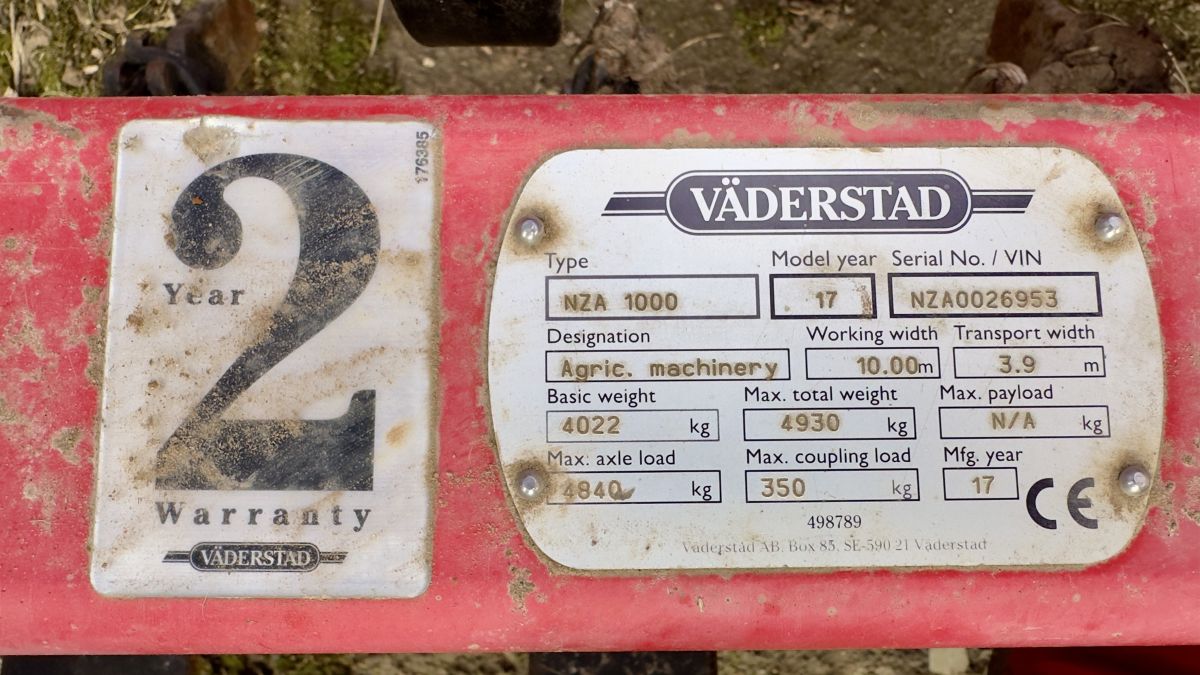 176385
2
Year
Warranty
VÄDERSTAD
VÄDERSTAD
Type Model year Serial No. / VIN
NZA 1000 17 NZA0026953
Designation Working width Transport width
Agric. machinery 10.00m 3.9 m
Basic weight Max. total weight Max. payload
4022 kg 4930 kg N/A kg
Max. axle load Max. coupling load Mfg. year
4840 kg 350 kg 17
CE
498789
Väderstad AB, Box 85, SE-590 21 Väderstad